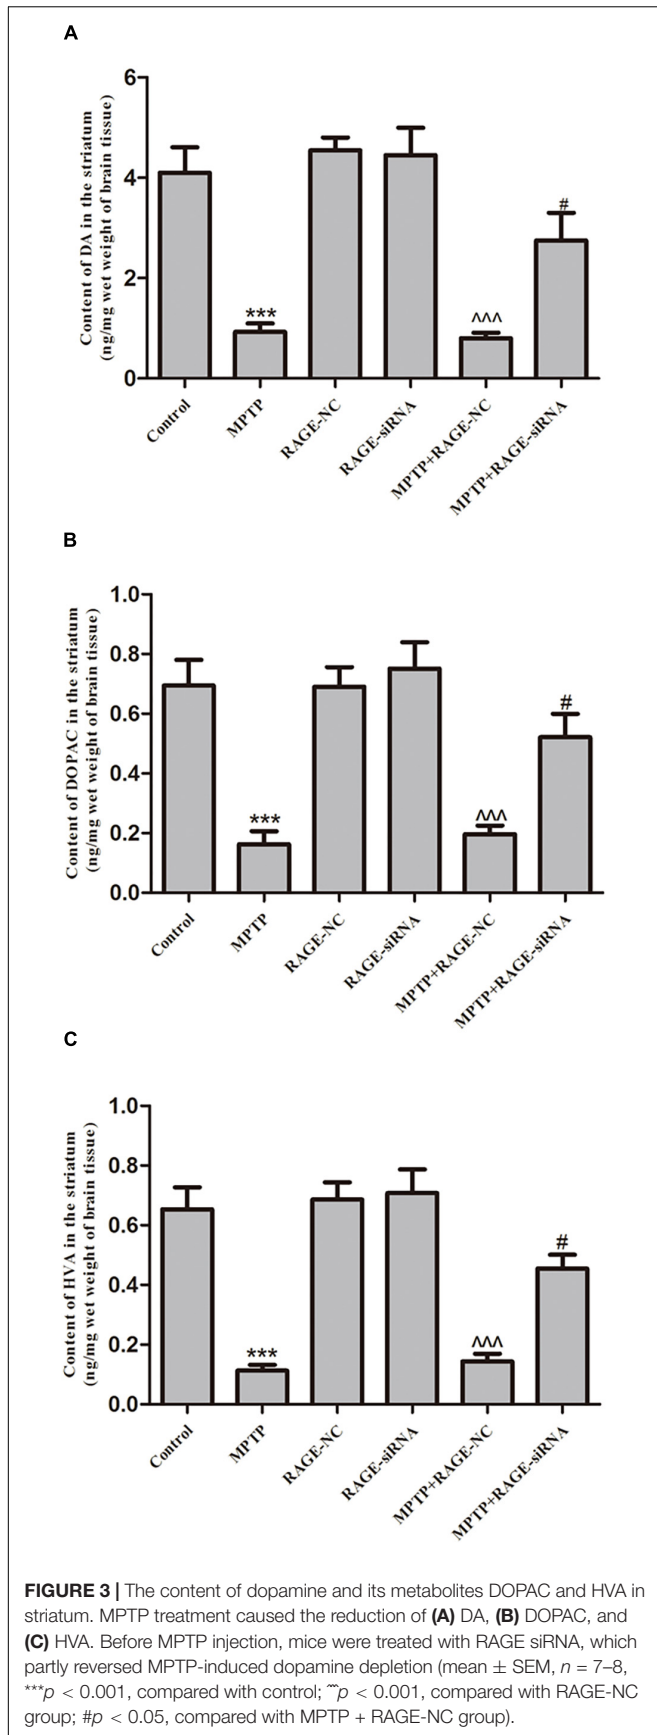 A
Content of DA in the striatum
(ng/mg wet weight of brain tissue)
6
4
2
0
***
^^^
#
Control
MPTP
RAGE-NC
RAGE-siRNA
MPTP+RAGE-NC
MPTP+RAGE-siRNA
B
Content of DOPAC in the striatum
(ng/mg wet weight of brain tissue)
1.0
0.8
0.6
0.4
0.2
0.0
***
^^^
#
Control
MPTP
RAGE-NC
RAGE-siRNA
MPTP+RAGE-NC
MPTP+RAGE-siRNA
C
Content of HVA in the striatum
(ng/mg wet weight of brain tissue)
1.0
0.8
0.6
0.4
0.2
0.0
***
^^^
#
Control
MPTP
RAGE-NC
RAGE-siRNA
MPTP+RAGE-NC
MPTP+RAGE-siRNA
FIGURE 3 | The content of dopamine and its metabolites DOPAC and HVA in
striatum. MPTP treatment caused the reduction of (A) DA, (B) DOPAC, and
(C) HVA. Before MPTP injection, mice were treated with RAGE siRNA, which
partly reversed MPTP-induced dopamine depletion (mean ± SEM, n = 7–8,
***p < 0.001, compared with control; ˜˜˜p < 0.001, compared with RAGE-NC
group; #p < 0.05, compared with MPTP + RAGE-NC group).